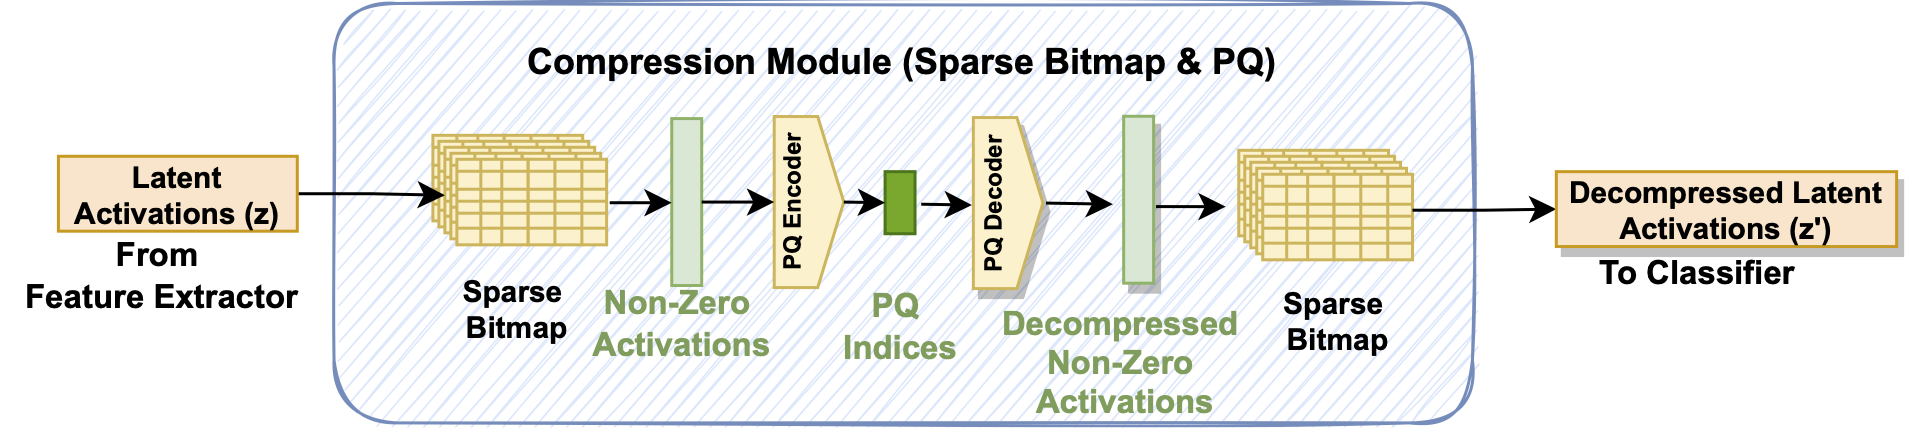 Compression Module (Sparse Bitmap & PQ)
Latent
Activations (z)
From
Feature Extractor
Sparse
Bitmap
Non-Zero
Activations
PQ Encoder
PQ
Indices
PQ Decoder
Decompressed
Non-Zero
Activations
Sparse
Bitmap
Decompressed Latent
Activations (z')
To Classifier